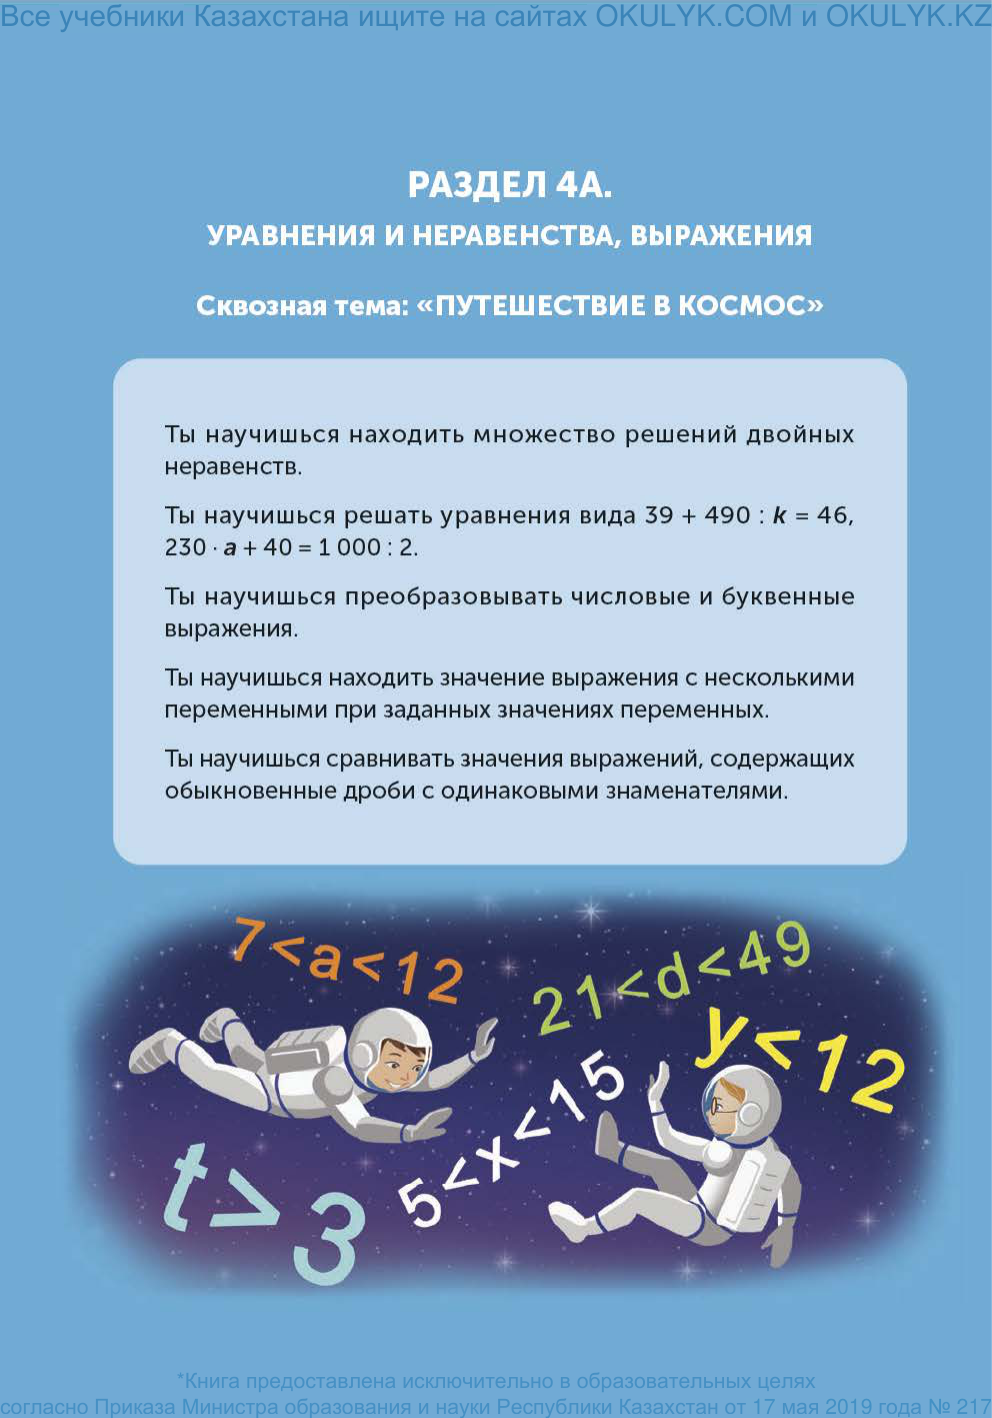 Все учебники Казахстана ищите на сайтах OKULYK.COM и OKULYK.KZ
РАЗДЕЛ 4А.
УРАВНЕНИЯ И НЕРАВЕНСТВА, ВЫРАЖЕНИЯ
Сквозная тема: «ПУТЕШЕСТВИЕ В КОСМОС»
Ты научишься находить множество решений двойных
неравенств.
Ты научишься решать уравнения вида 39 + 490 : k = 46,
230 · a + 40 = 1 000 : 2.
Ты научишься преобразовывать числовые и буквенные
выражения.
Ты научишься находить значение выражения с несколькими
переменными при заданных значениях переменных.
Ты научишься сравнивать значения выражений, содержащих
обыкновенные дроби с одинаковыми знаменателями.
7<a<12
21<d<49
y<12
5<x<15
t>3
*Книга предоставлена исключительно в образовательных целях
согласно Приказа Министра образования и науки Республики Казахстан от 17 мая 2019 года № 217